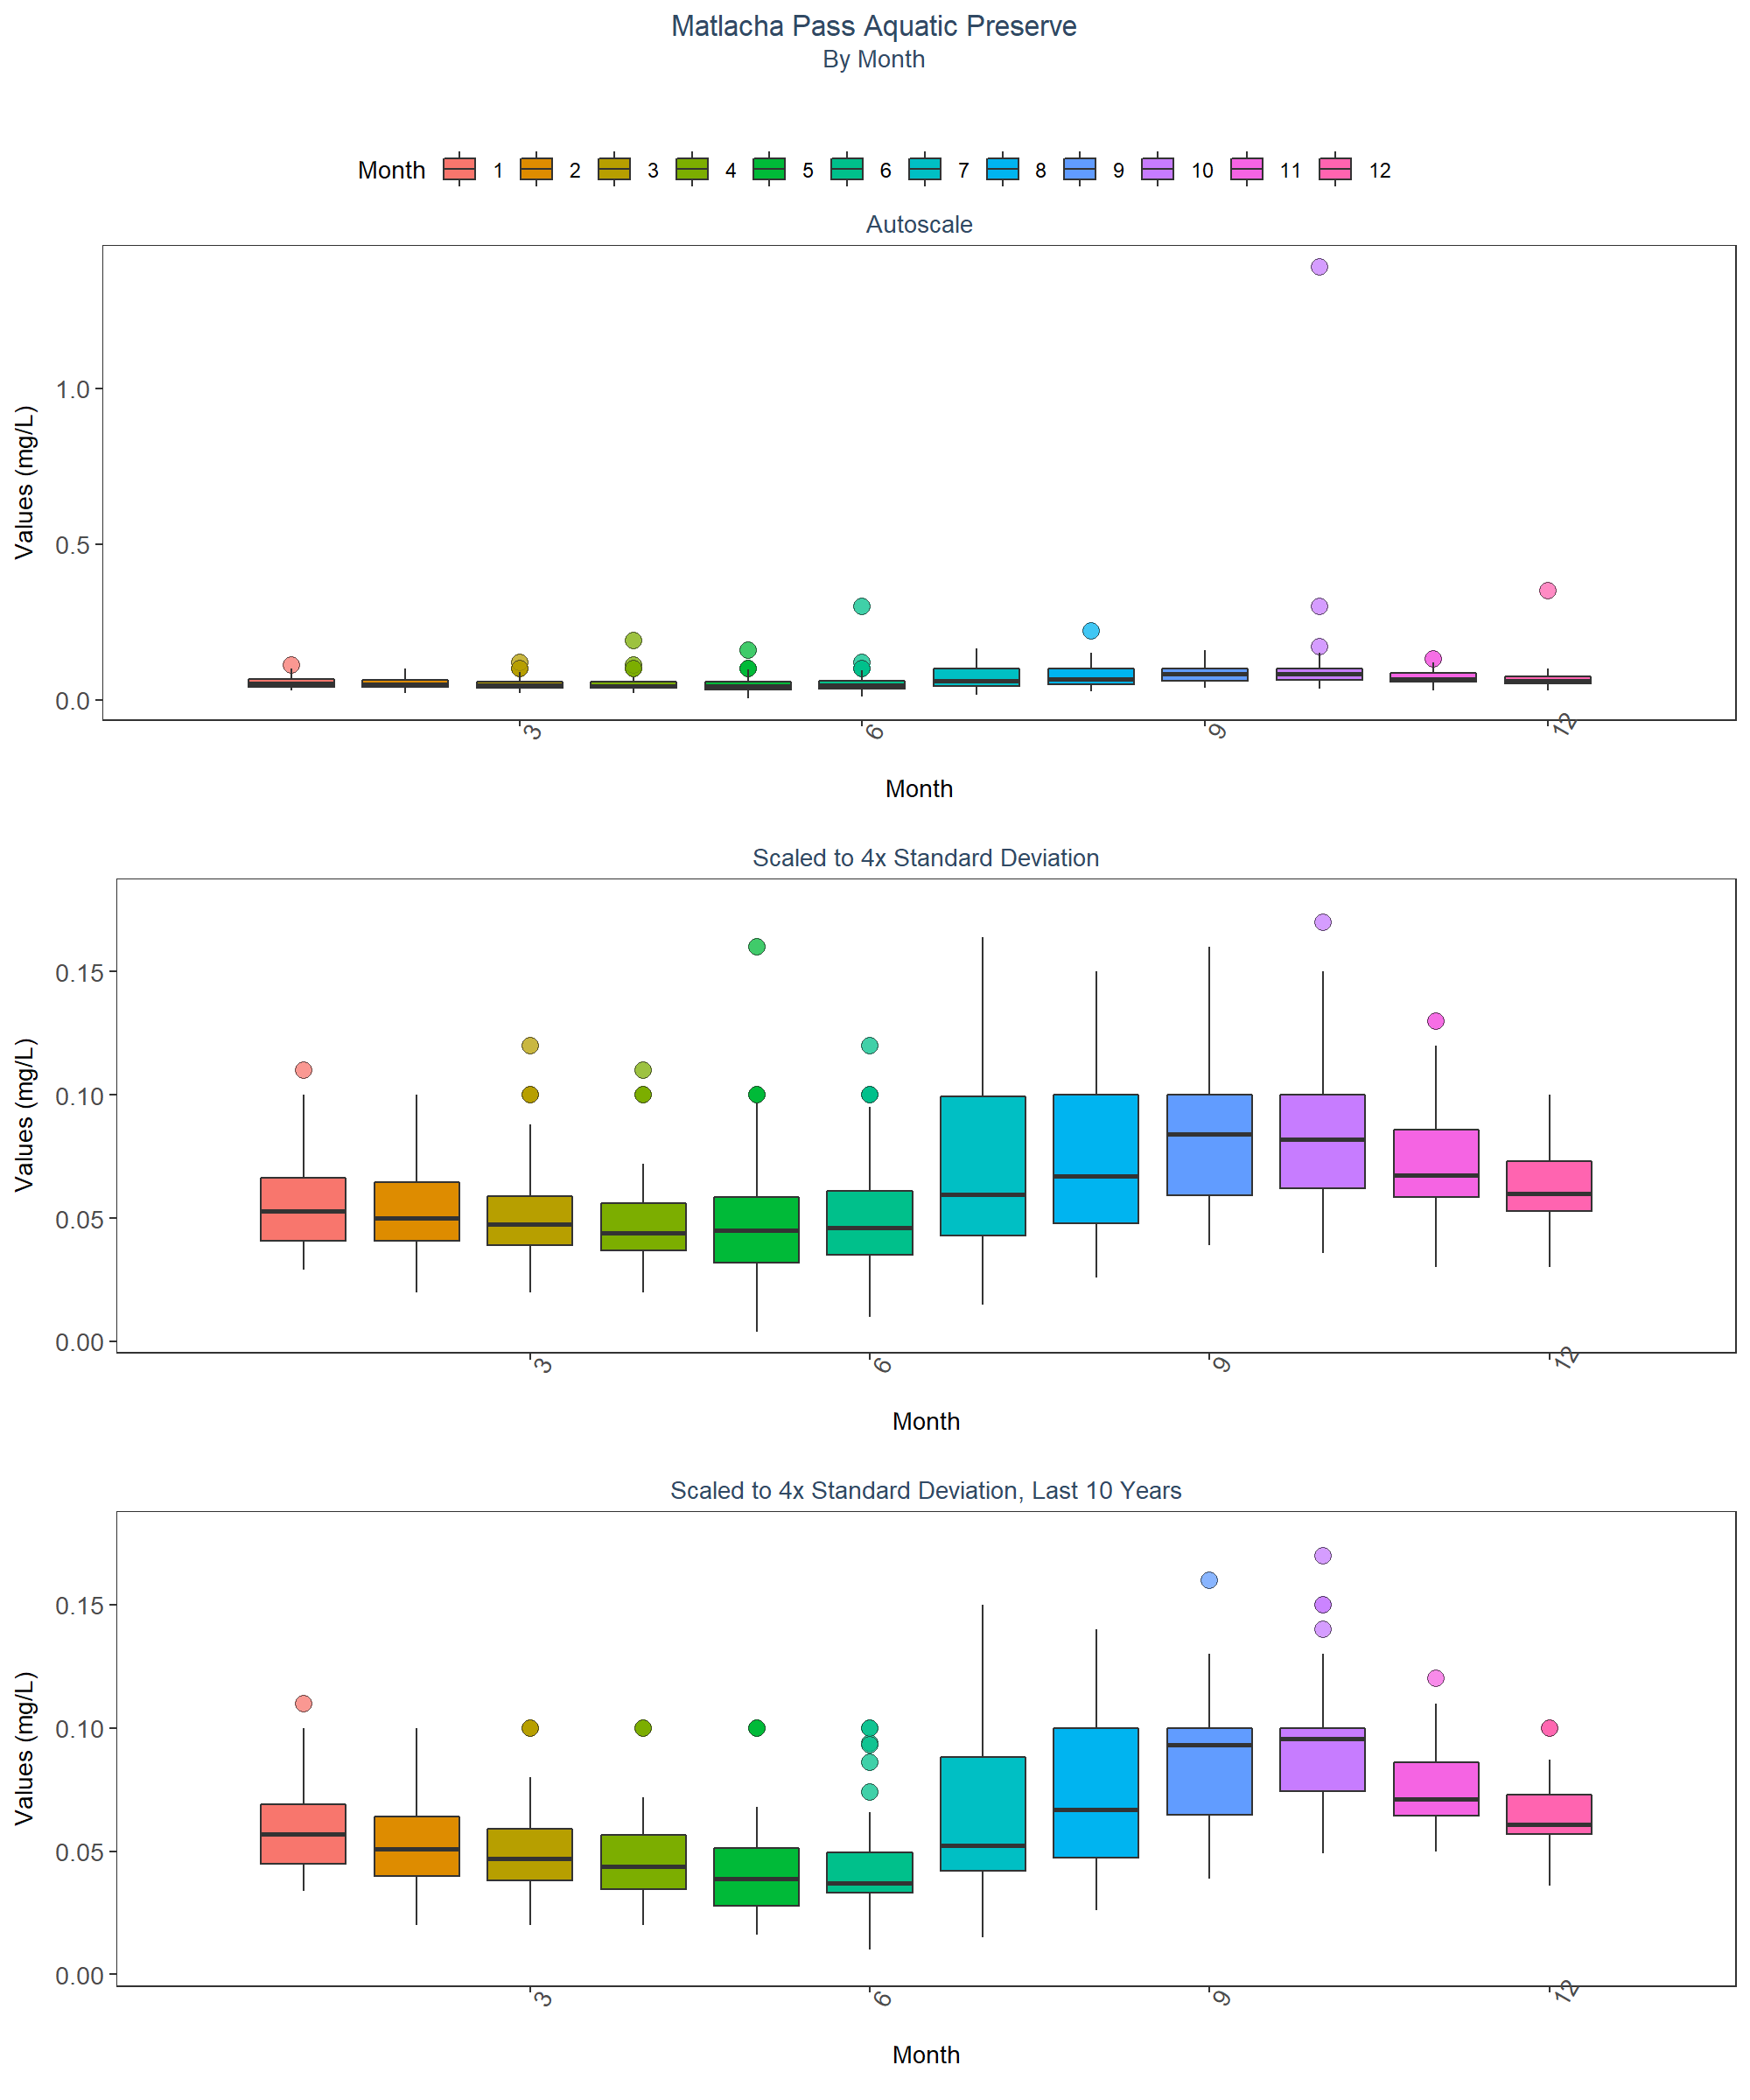 Matlacha Pass Aquatic Preserve
By Month
Month 1 2 3 4 5 6 7 8 9 10 11 12
Autoscale
Values (mg/L)
1.0
0.5
0.0
3 6 9 12
Month
Scaled to 4x Standard Deviation
Values (mg/L)
0.15
0.10
0.05
0.00
3 6 9 12
Month
Scaled to 4x Standard Deviation, Last 10 Years
Values (mg/L)
0.15
0.10
0.05
0.00
3 6 9 12
Month